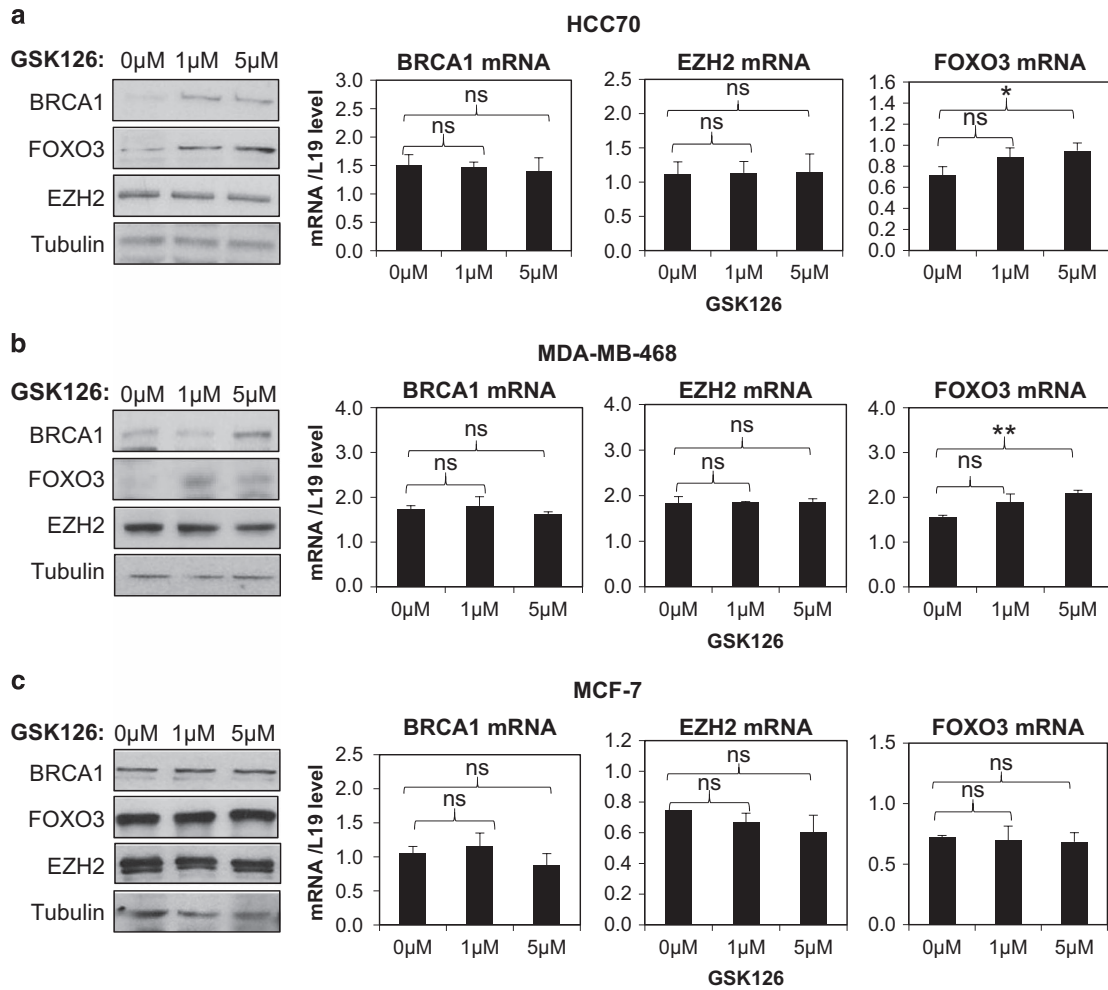 a
HCC70
GSK126: 0µM 1µM 5µM
BRCA1
FOXO3
EZH2
Tubulin
BRCA1 mRNA
mRNA /L19 level
3.0
2.5
2.0
1.5
1.0
0.5
0.0
ns
ns
0µM 1µM 5µM
EZH2 mRNA
2.5
2.0
1.5
1.0
0.5
0.0
ns
ns
0µM 1µM 5µM
GSK126
FOXO3 mRNA
1.6
1.4
1.2
1.0
0.8
0.6
0.4
0.2
0.0
*
ns
0µM 1µM 5µM
b
MDA-MB-468
GSK126: 0µM 1µM 5µM
BRCA1
FOXO3
EZH2
Tubulin
BRCA1 mRNA
mRNA /L19 level
4.0
3.0
2.0
1.0
0.0
ns
ns
0µM 1µM 5µM
EZH2 mRNA
4.0
3.0
2.0
1.0
0.0
ns
ns
0µM 1µM 5µM
GSK126
FOXO3 mRNA
4.0
3.0
2.0
1.0
0.0
**
ns
0µM 1µM 5µM
c
MCF-7
GSK126: 0µM 1µM 5µM
BRCA1
FOXO3
EZH2
Tubulin
BRCA1 mRNA
mRNA /L19 level
2.5
2.0
1.5
1.0
0.5
0.0
ns
ns
0µM 1µM 5µM
EZH2 mRNA
1.2
1.0
0.8
0.6
0.4
0.2
0.0
ns
ns
0µM 1µM 5µM
GSK126
FOXO3 mRNA
1.5
1.0
0.5
0.0
ns
ns
0µM 1µM 5µM